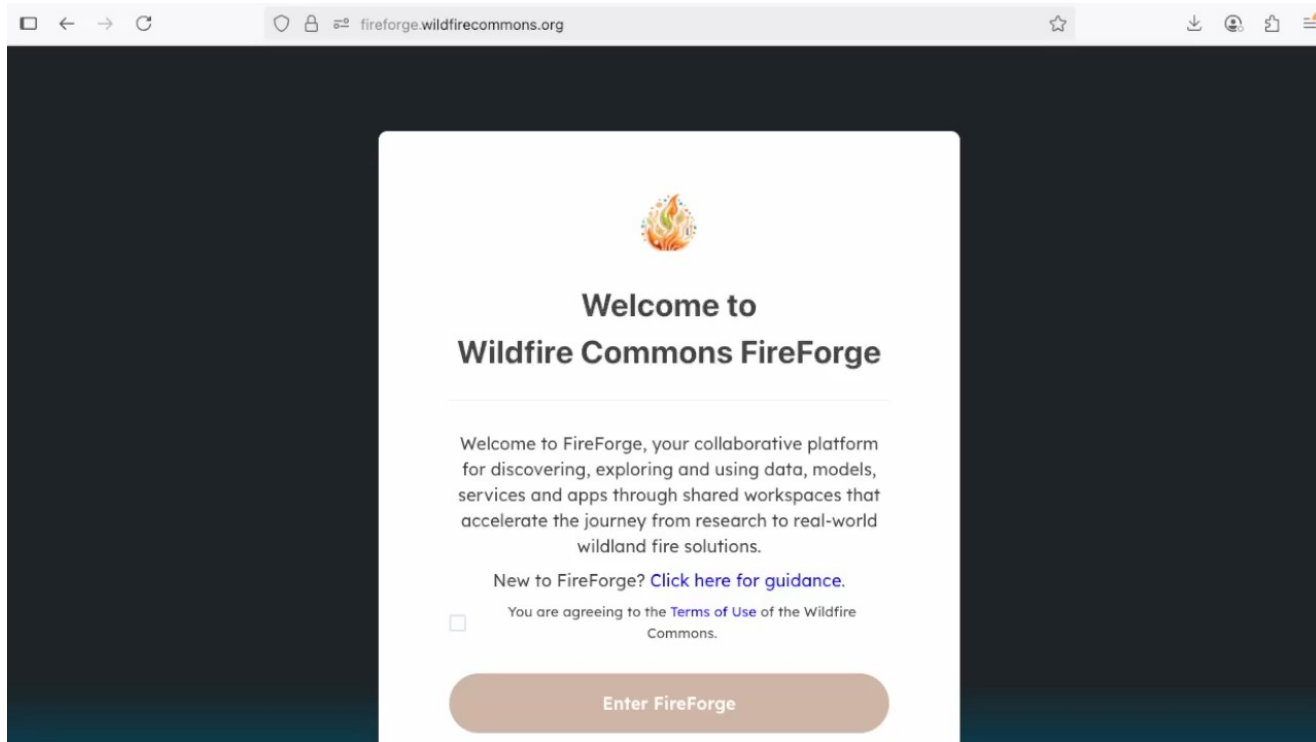 fireforge.wildfirecommons.org
Welcome to
Wildfire Commons FireForge
Welcome to FireForge, your collaborative platform
for discovering, exploring and using data, models,
services and apps through shared workspaces that
accelerate the journey from research to real-world
wildland fire solutions.
New to FireForge? Click here for guidance.
You are agreeing to the Terms of Use of the Wildfire
Commons.
Enter FireForge